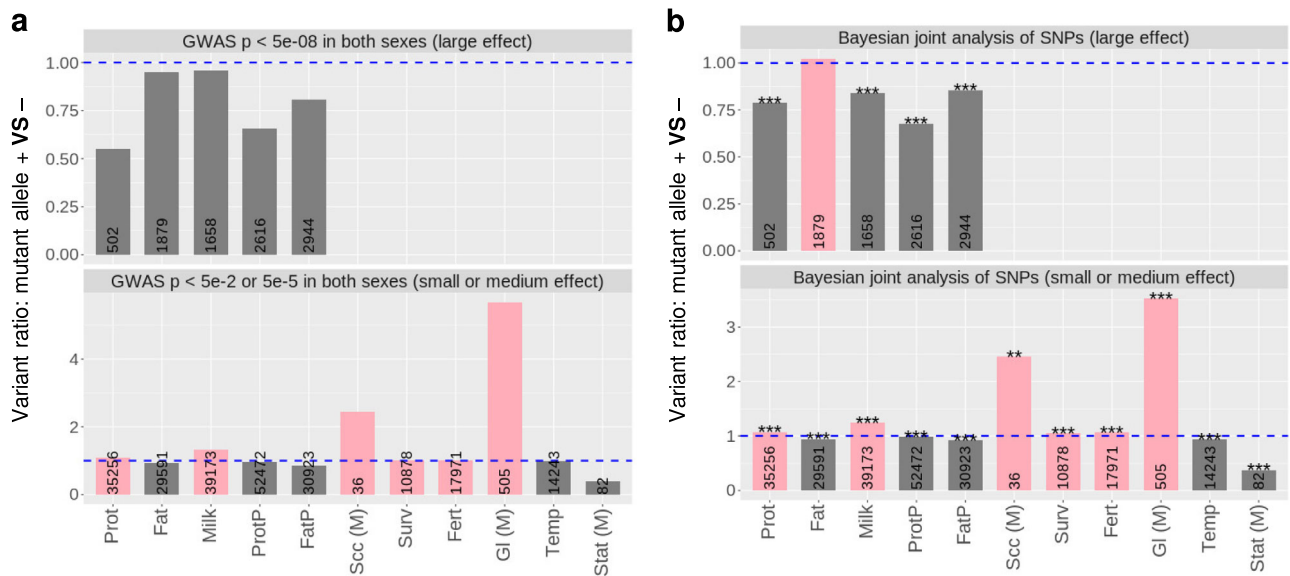 a
GWAS p < 5e-08 in both sexes (large effect)
1.00
0.75
0.50
0.25
0.00
502
1879
1658
2616
2944
GWAS p < 5e-2 or 5e-5 in both sexes (small or medium effect)
4
2
0
35256
29591
39173
52472
30923
36
10878
17971
505
14243
82
Prot
Fat
Milk
ProtP
FatP
Scc (M)
Surv
Fert
Gl (M)
Temp
Stat (M)
Variant ratio: mutant allele + VS –
b
Bayesian joint analysis of SNPs (large effect)
1.00
0.75
0.50
0.25
0.00
***
***
***
***
502
1879
1658
2616
2944
Bayesian joint analysis of SNPs (small or medium effect)
3
2
1
0
***
***
***
***
***
**
***
***
***
***
***
35256
29591
39173
52472
30923
36
10878
17971
505
14243
82
Prot
Fat
Milk
ProtP
FatP
Scc (M)
Surv
Fert
Gl (M)
Temp
Stat (M)
Variant ratio: mutant allele + VS –